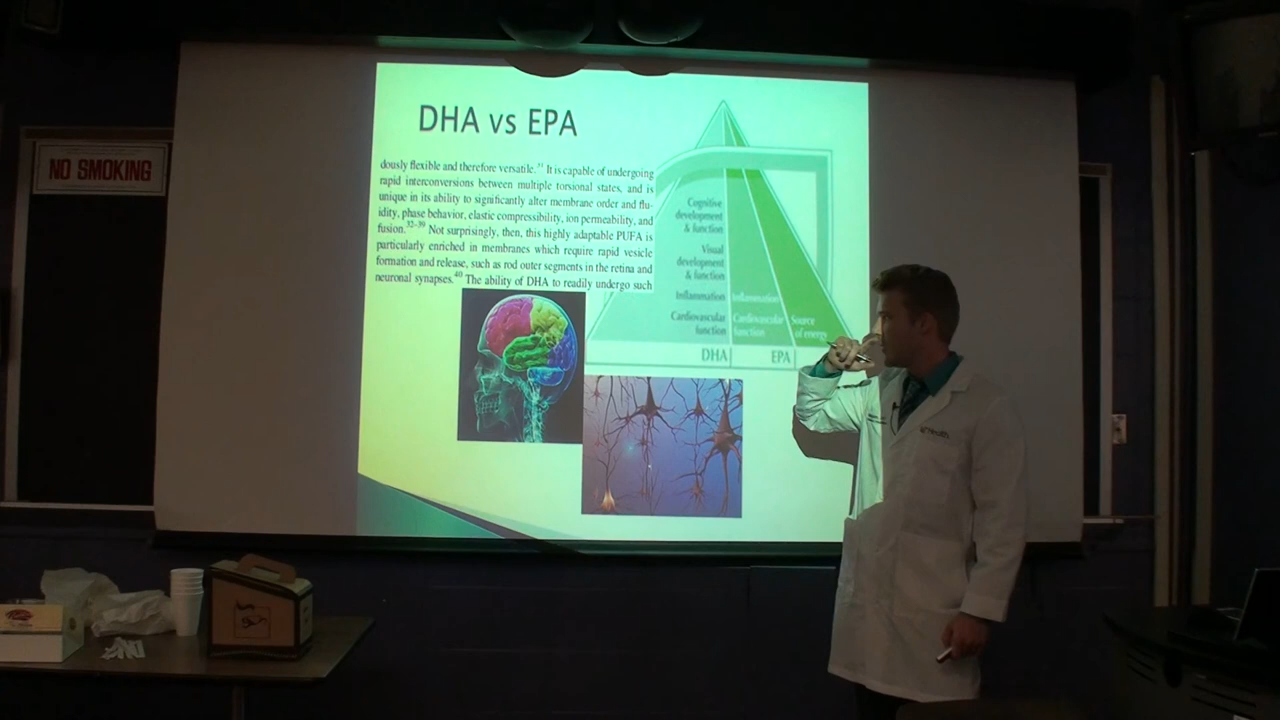 NO SMOKING
DHA vs EPA
dously flexible and therefore versatile.31 It is capable of undergoing
rapid interconversions between multiple torsional states, and is
unique in its ability to significantly alter membrane order and flu-
idity, phase behavior, elastic compressibility, ion permeability, and
fusion.32–39 Not surprisingly, then, this highly adaptable PUFA is
particularly enriched in membranes which require rapid vesicle
formation and release, such as rod outer segments in the retina and
neuronal synapses.40 The ability of DHA to readily undergo such
Cognitive
development
& function
Visual
development
& function
Inflammation
Inflammation
Cardiovascular
function
Cardiovascular
function
Source
of energy
DHA
EPA
Health